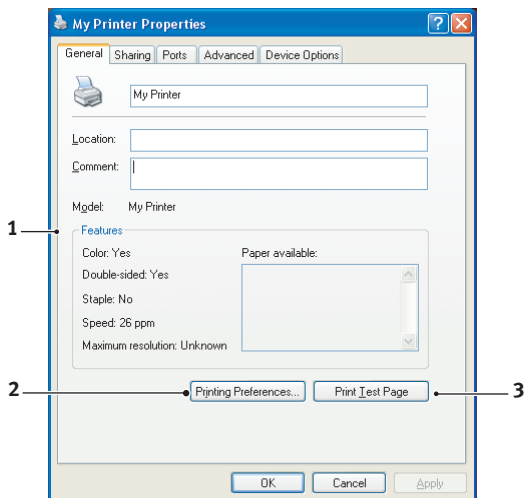 My Printer Properties
General Sharing Ports Advanced Device Options
My Printer
Location:
Comment:
Model: My Printer
1
Features
Color: Yes Paper available:
Double-sided: Yes
Staple: No
Speed: 26 ppm
Maximum resolution: Unknown
2 Printing Preferences... Print Test Page 3
OK Cancel Apply